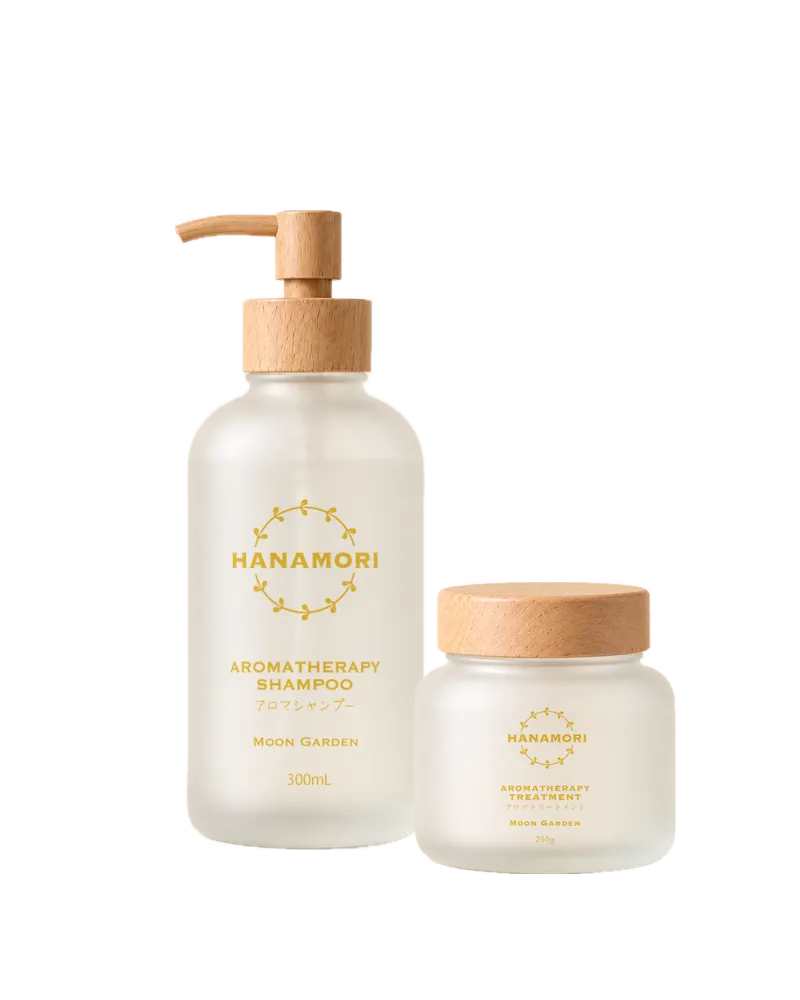 HANAMORI
AROMATHERAPY
SHAMPOO
アロマシャンプー
MOON GARDEN
300mL
HANAMORI
AROMATHERAPY
TREATMENT
アロマトリートメント
MOON GARDEN
250g